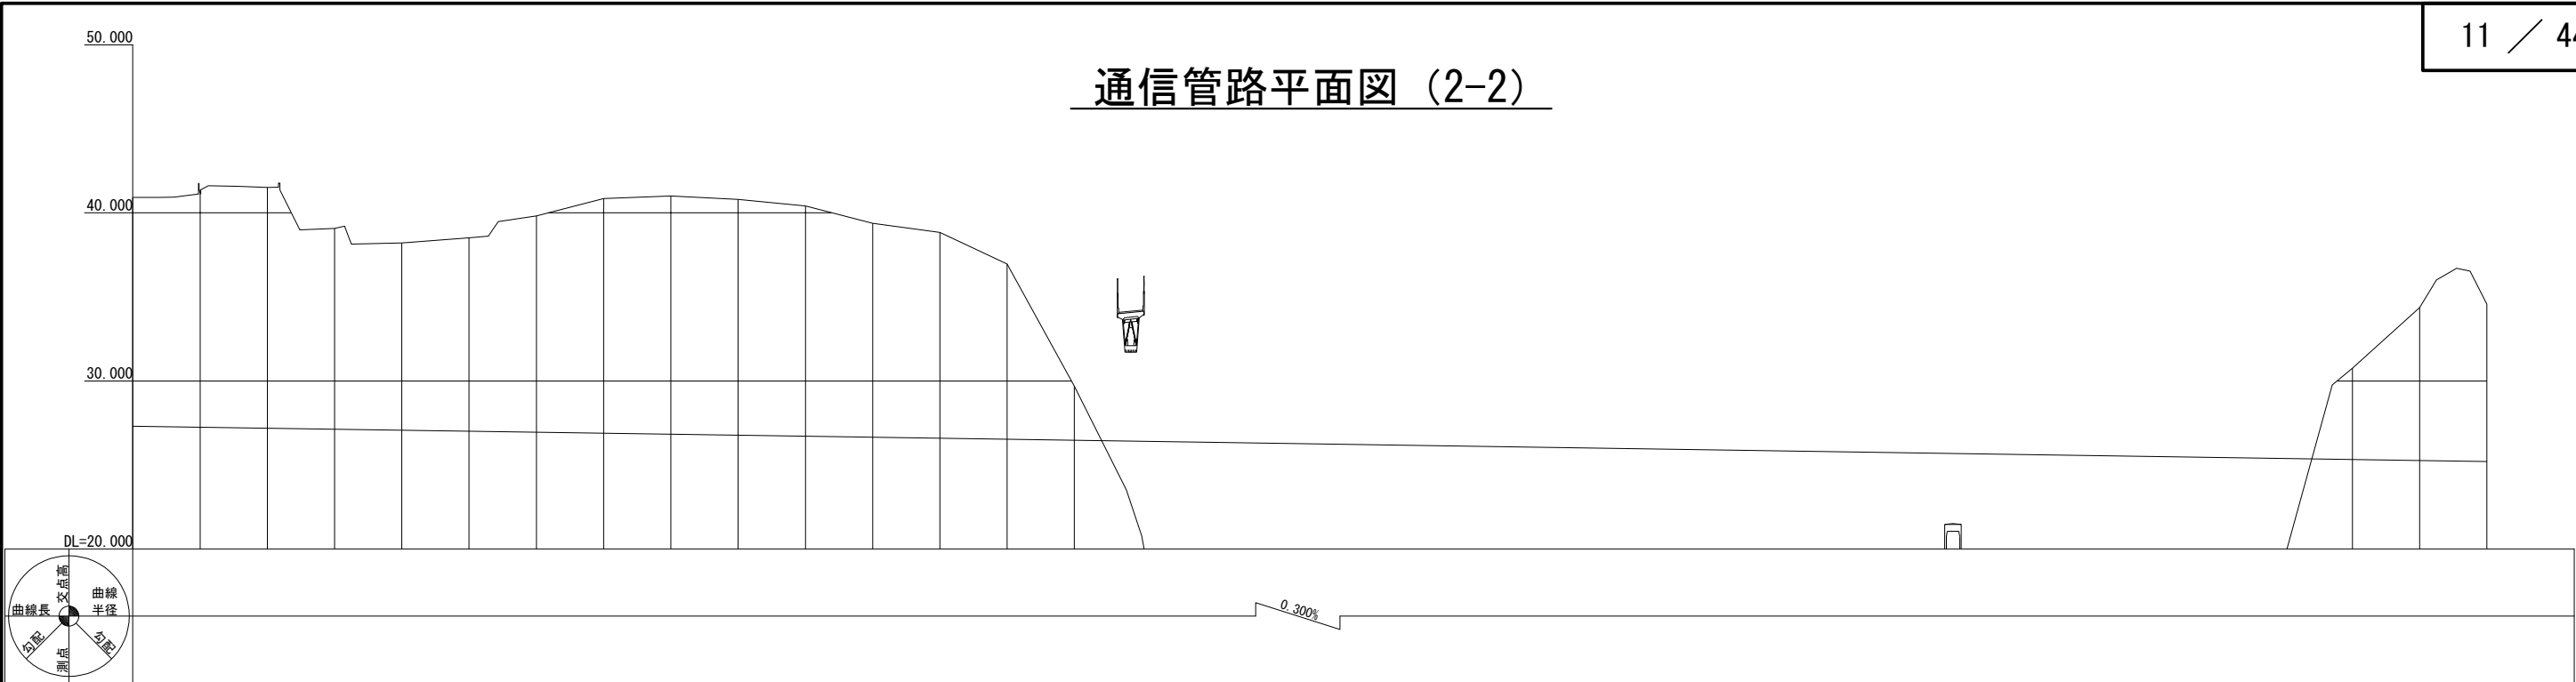 11 ／ 44
通信管路平面図（2-2）
50.000
40.000
30.000
DL=20.000
交点高
曲線
半径
曲線長
勾配
勾配
測点
0.300%